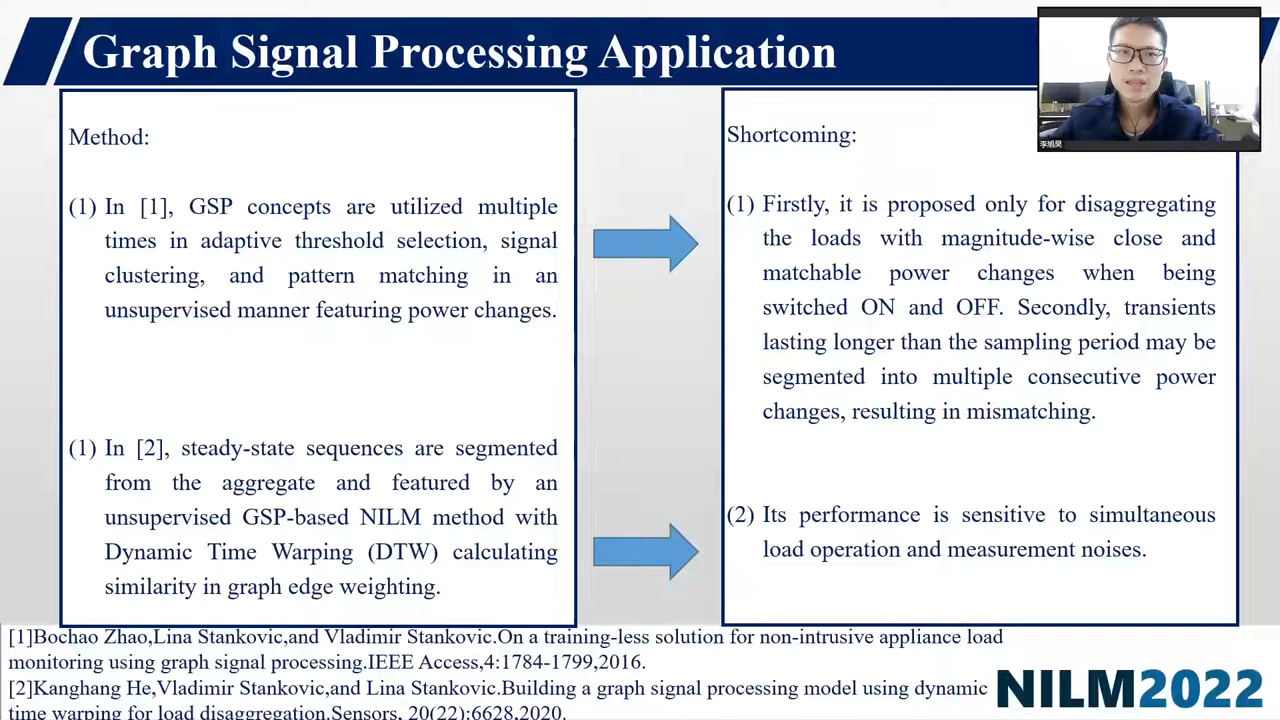 Graph Signal Processing Application
李旭昊
Method:
(1) In [1], GSP concepts are utilized multiple
times in adaptive threshold selection, signal
clustering, and pattern matching in an
unsupervised manner featuring power changes.
(1) In [2], steady-state sequences are segmented
from the aggregate and featured by an
unsupervised GSP-based NILM method with
Dynamic Time Warping (DTW) calculating
similarity in graph edge weighting.
Shortcoming:
(1) Firstly, it is proposed only for disaggregating
the loads with magnitude-wise close and
matchable power changes when being
switched ON and OFF. Secondly, transients
lasting longer than the sampling period may be
segmented into multiple consecutive power
changes, resulting in mismatching.
(2) Its performance is sensitive to simultaneous
load operation and measurement noises.
[1]Bochao Zhao,Lina Stankovic,and Vladimir Stankovic.On a training-less solution for non-intrusive appliance load
monitoring using graph signal processing.IEEE Access,4:1784-1799,2016.
[2]Kanghang He,Vladimir Stankovic,and Lina Stankovic.Building a graph signal processing model using dynamic
time warping for load disaggregation.Sensors, 20(22):6628,2020.
NILM2022